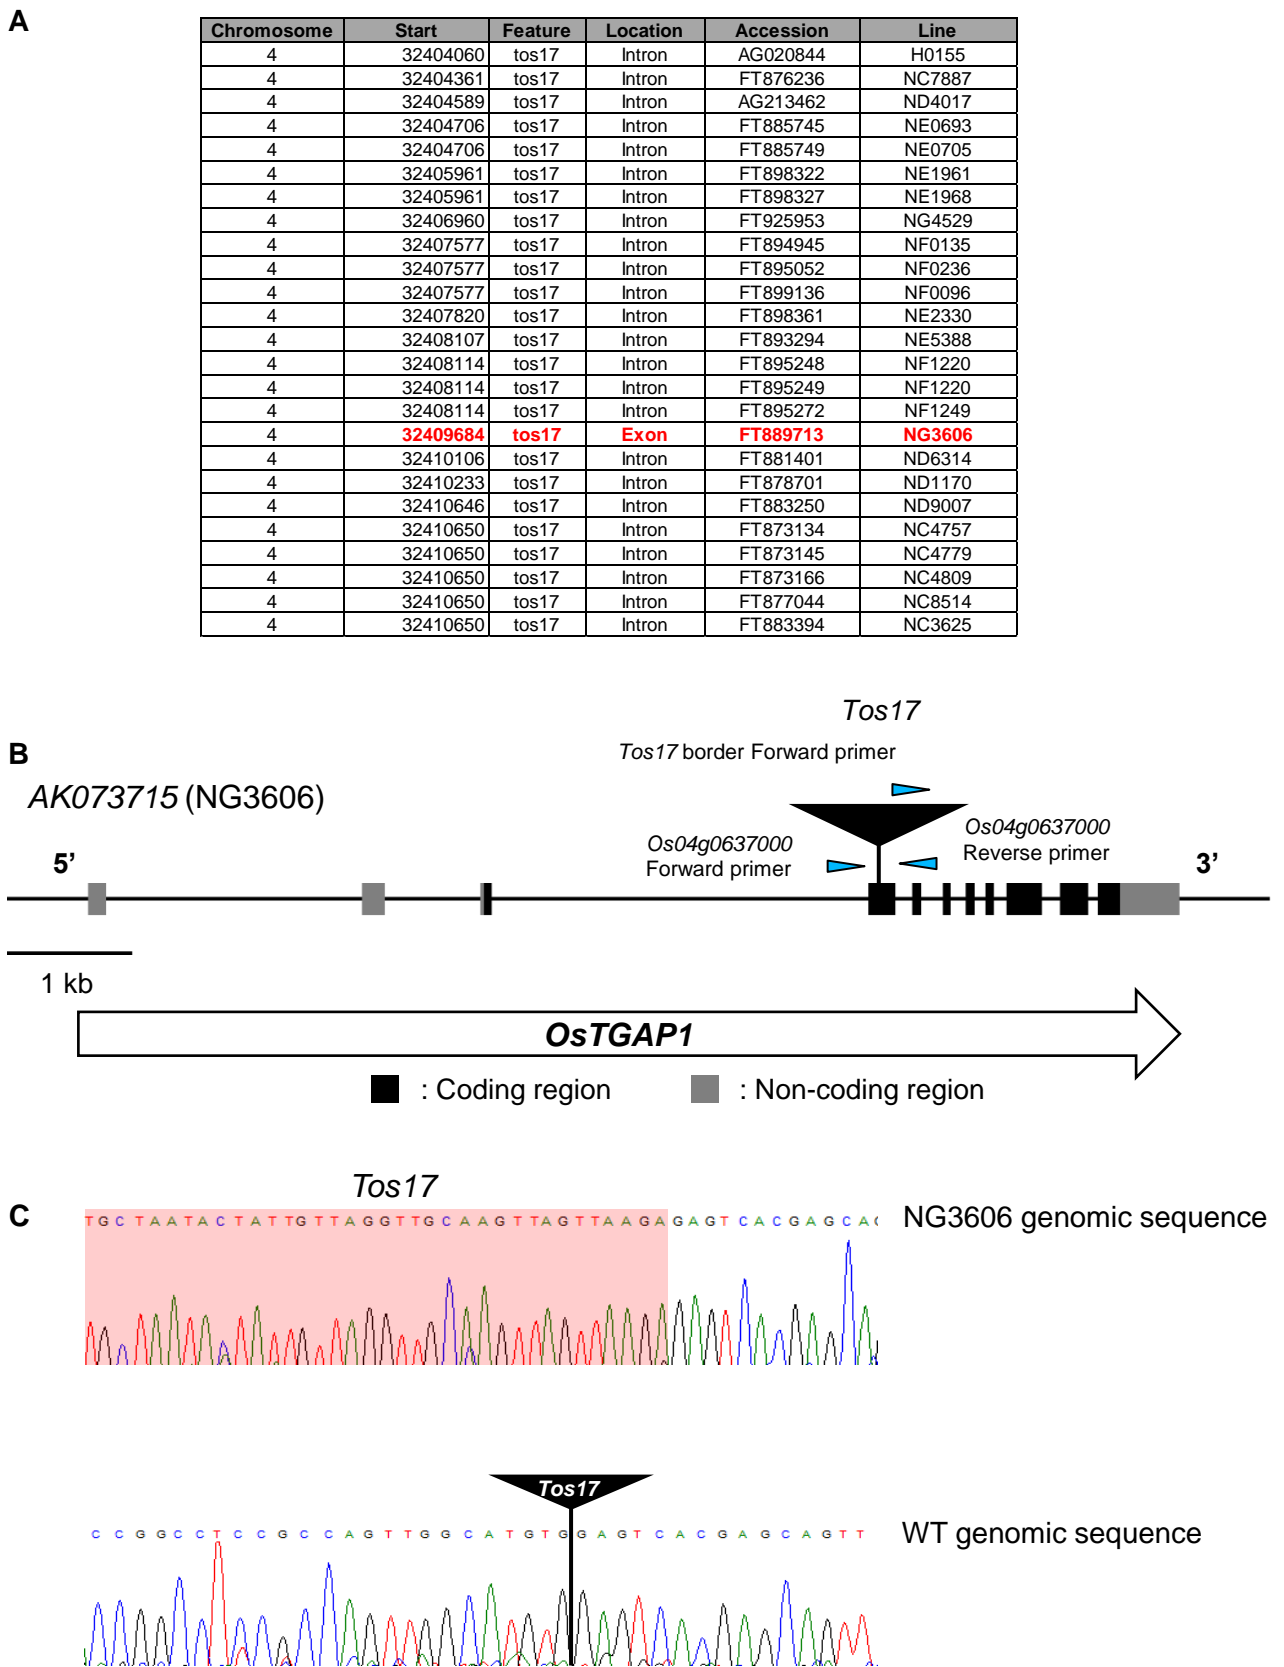 A
Chromosome Start Feature Location Accession Line
4 32404060 tos17 Intron AG020844 H0155
4 32404361 tos17 Intron FT876236 NC7887
4 32404589 tos17 Intron AG213462 ND4017
4 32404706 tos17 Intron FT885745 NE0693
4 32404706 tos17 Intron FT885749 NE0705
4 32405961 tos17 Intron FT898322 NE1961
4 32405961 tos17 Intron FT898327 NE1968
4 32406960 tos17 Intron FT925953 NG4529
4 32407577 tos17 Intron FT894945 NF0135
4 32407577 tos17 Intron FT895052 NF0236
4 32407577 tos17 Intron FT899136 NF0096
4 32407820 tos17 Intron FT898361 NE2330
4 32408107 tos17 Intron FT893294 NE5388
4 32408114 tos17 Intron FT895248 NF1220
4 32408114 tos17 Intron FT895249 NF1220
4 32408114 tos17 Intron FT895272 NF1249
4 32409684 tos17 Exon FT889713 NG3606
4 32410106 tos17 Intron FT881401 ND6314
4 32410233 tos17 Intron FT878701 ND1170
4 32410646 tos17 Intron FT883250 ND9007
4 32410650 tos17 Intron FT873134 NC4757
4 32410650 tos17 Intron FT873145 NC4779
4 32410650 tos17 Intron FT873166 NC4809
4 32410650 tos17 Intron FT877044 NC8514
4 32410650 tos17 Intron FT883394 NC3625
Tos17
B
Tos17 border Forward primer
AK073715 (NG3606)
Os04g0637000
Forward primer
Os04g0637000
Reverse primer
5’
3’
1 kb
OsTGAP1
: Coding region
: Non-coding region
Tos17
C
TGCTAATACTATTGTTAGGTTGCAAGTTAGTTAAGAGAGTCACGAGCA
NG3606 genomic sequence
Tos17
CCGGCCTCCGCCAGTTGGCATGTGGAGTCACGAGCAGTT
WT genomic sequence